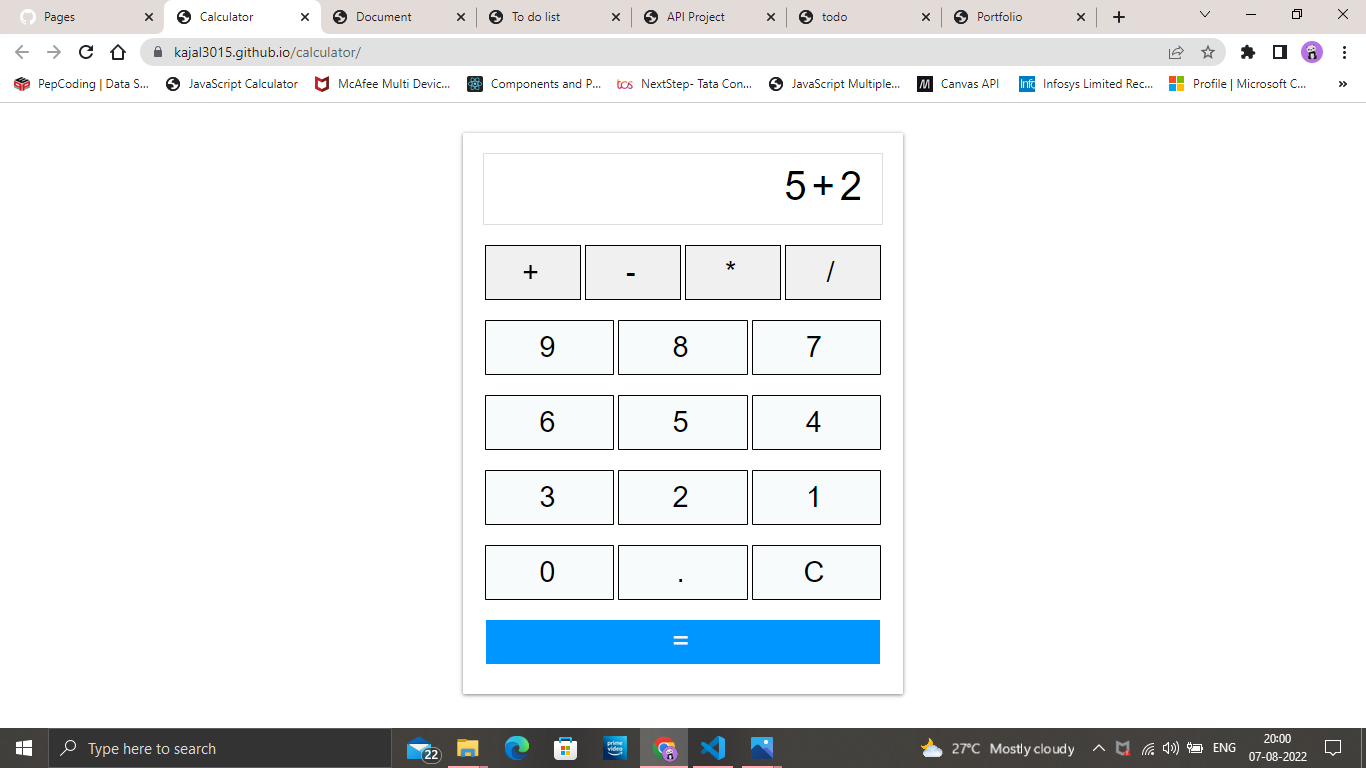 Pages Calculator Document To do list API Project todo Portfolio
kajal3015.github.io/calculator/
PepCoding | Data S... JavaScript Calculator McAfee Multi Devic... Components and P... tcs NextStep- Tata Con... JavaScript Multiple... M Canvas API Info Infosys Limited Rec... Profile | Microsoft C... »
5+2
+ - * /
9 8 7
6 5 4
3 2 1
0 . C
=
Type here to search 22 prime video 27°C Mostly cloudy ENG 20:00
07-08-2022